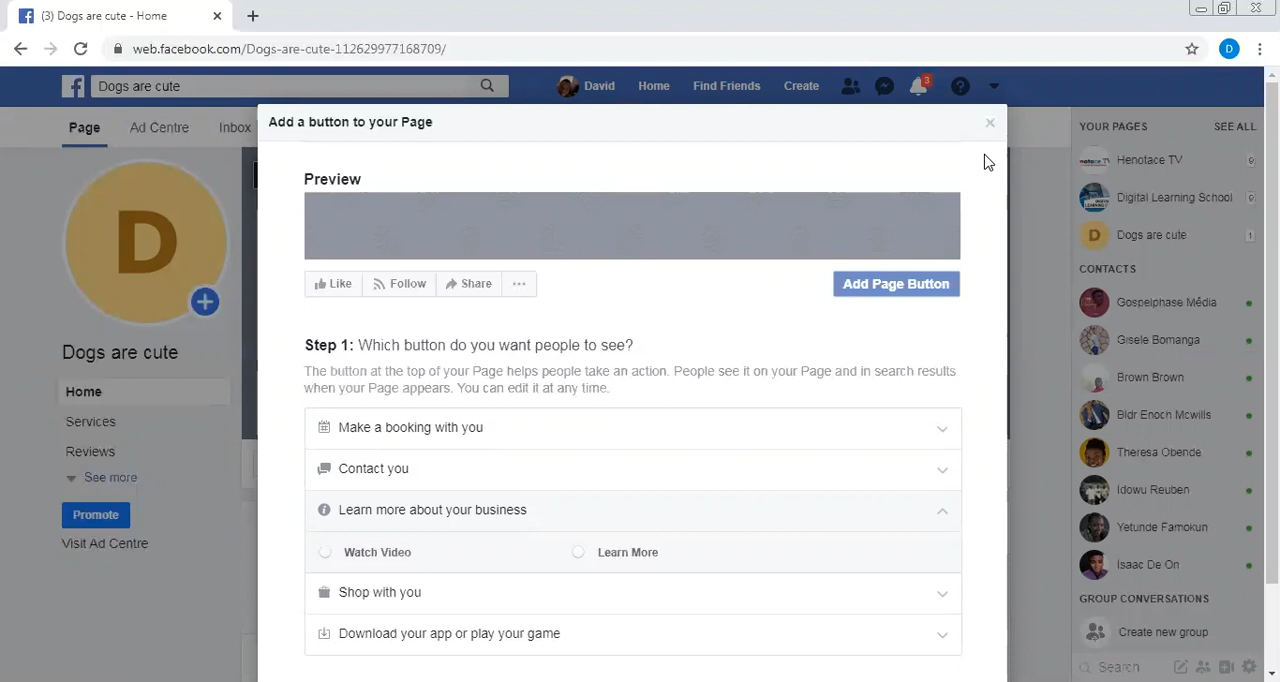 (3) Dogs are cute - Home
web.facebook.com/Dogs-are-cute-112629977168709/
D
Dogs are cute
David
Home
Find Friends
Create
3
Page
Ad Centre
Inbox
Add a button to your Page
D
Dogs are cute
Home
Services
Reviews
See more
Promote
Visit Ad Centre
Preview
Like
Follow
Share
Add Page Button
Step 1: Which button do you want people to see?
The button at the top of your Page helps people take an action. People see it on your Page and in search results
when your Page appears. You can edit it at any time.
Make a booking with you
Contact you
Learn more about your business
Watch Video
Learn More
Shop with you
Download your app or play your game
YOUR PAGES
SEE ALL
Henotace TV
Digital Learning School
D
Dogs are cute
1
CONTACTS
Gospelphase Média
Gisele Bomanga
Brown Brown
Bldr Enoch Mcwills
Theresa Obende
Idowu Reuben
Yetunde Famokun
Isaac De On
GROUP CONVERSATIONS
Create new group
Search